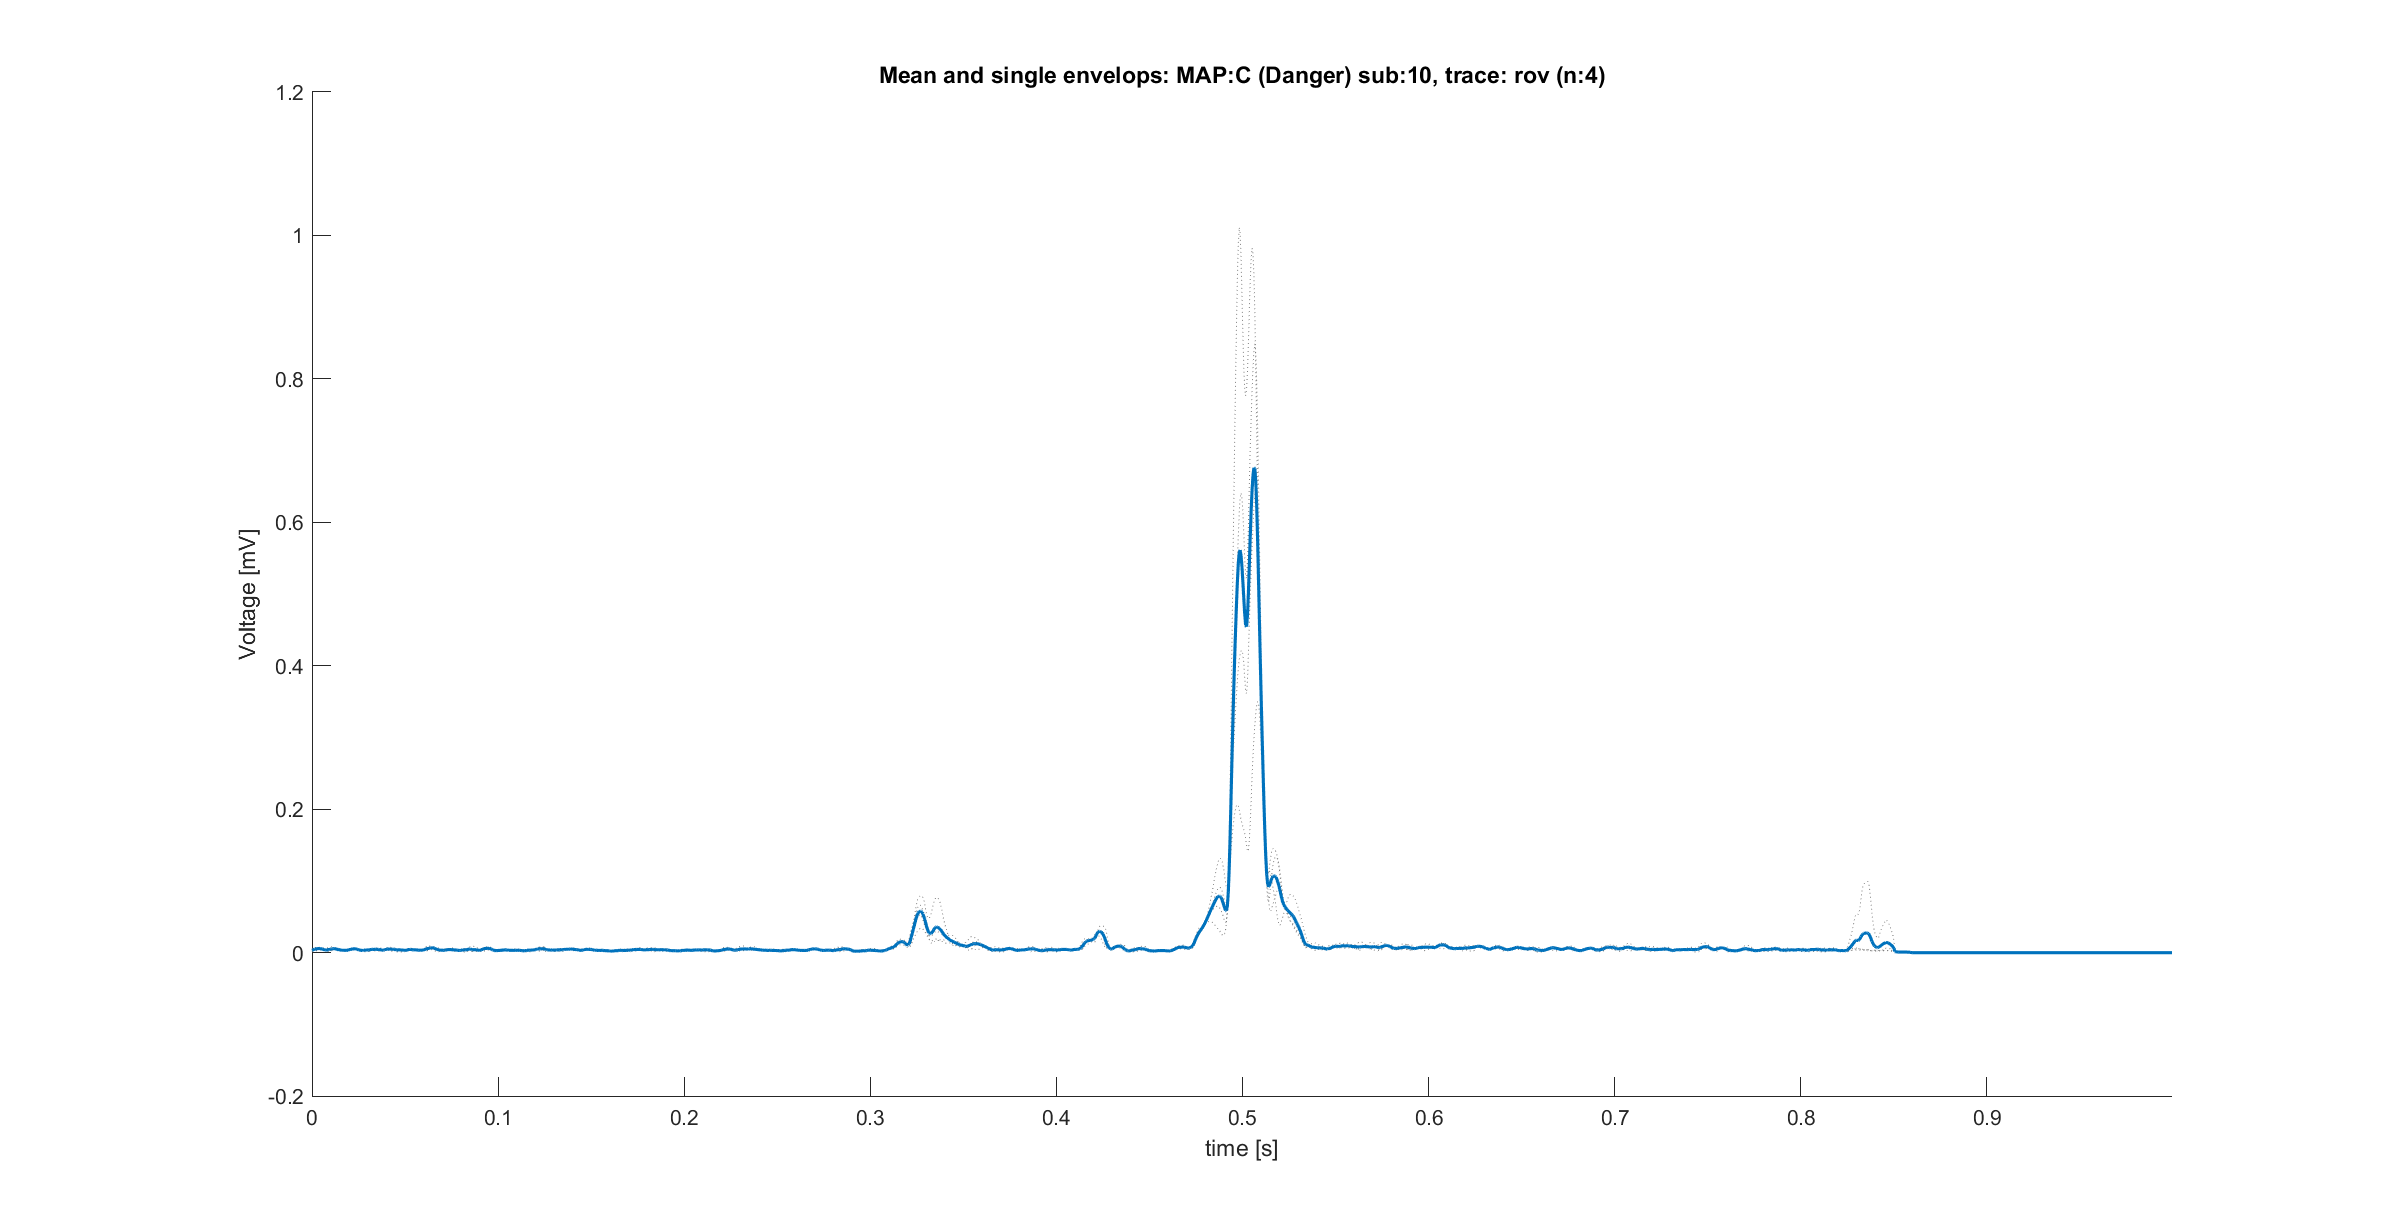 Mean and single envelops: MAP:C (Danger) sub:10, trace: rov (n:4)
1.2
1
0.8
0.6
0.4
0.2
0
-0.2
Voltage [mV]
0 0.1 0.2 0.3 0.4 0.5 0.6 0.7 0.8 0.9
time [s]